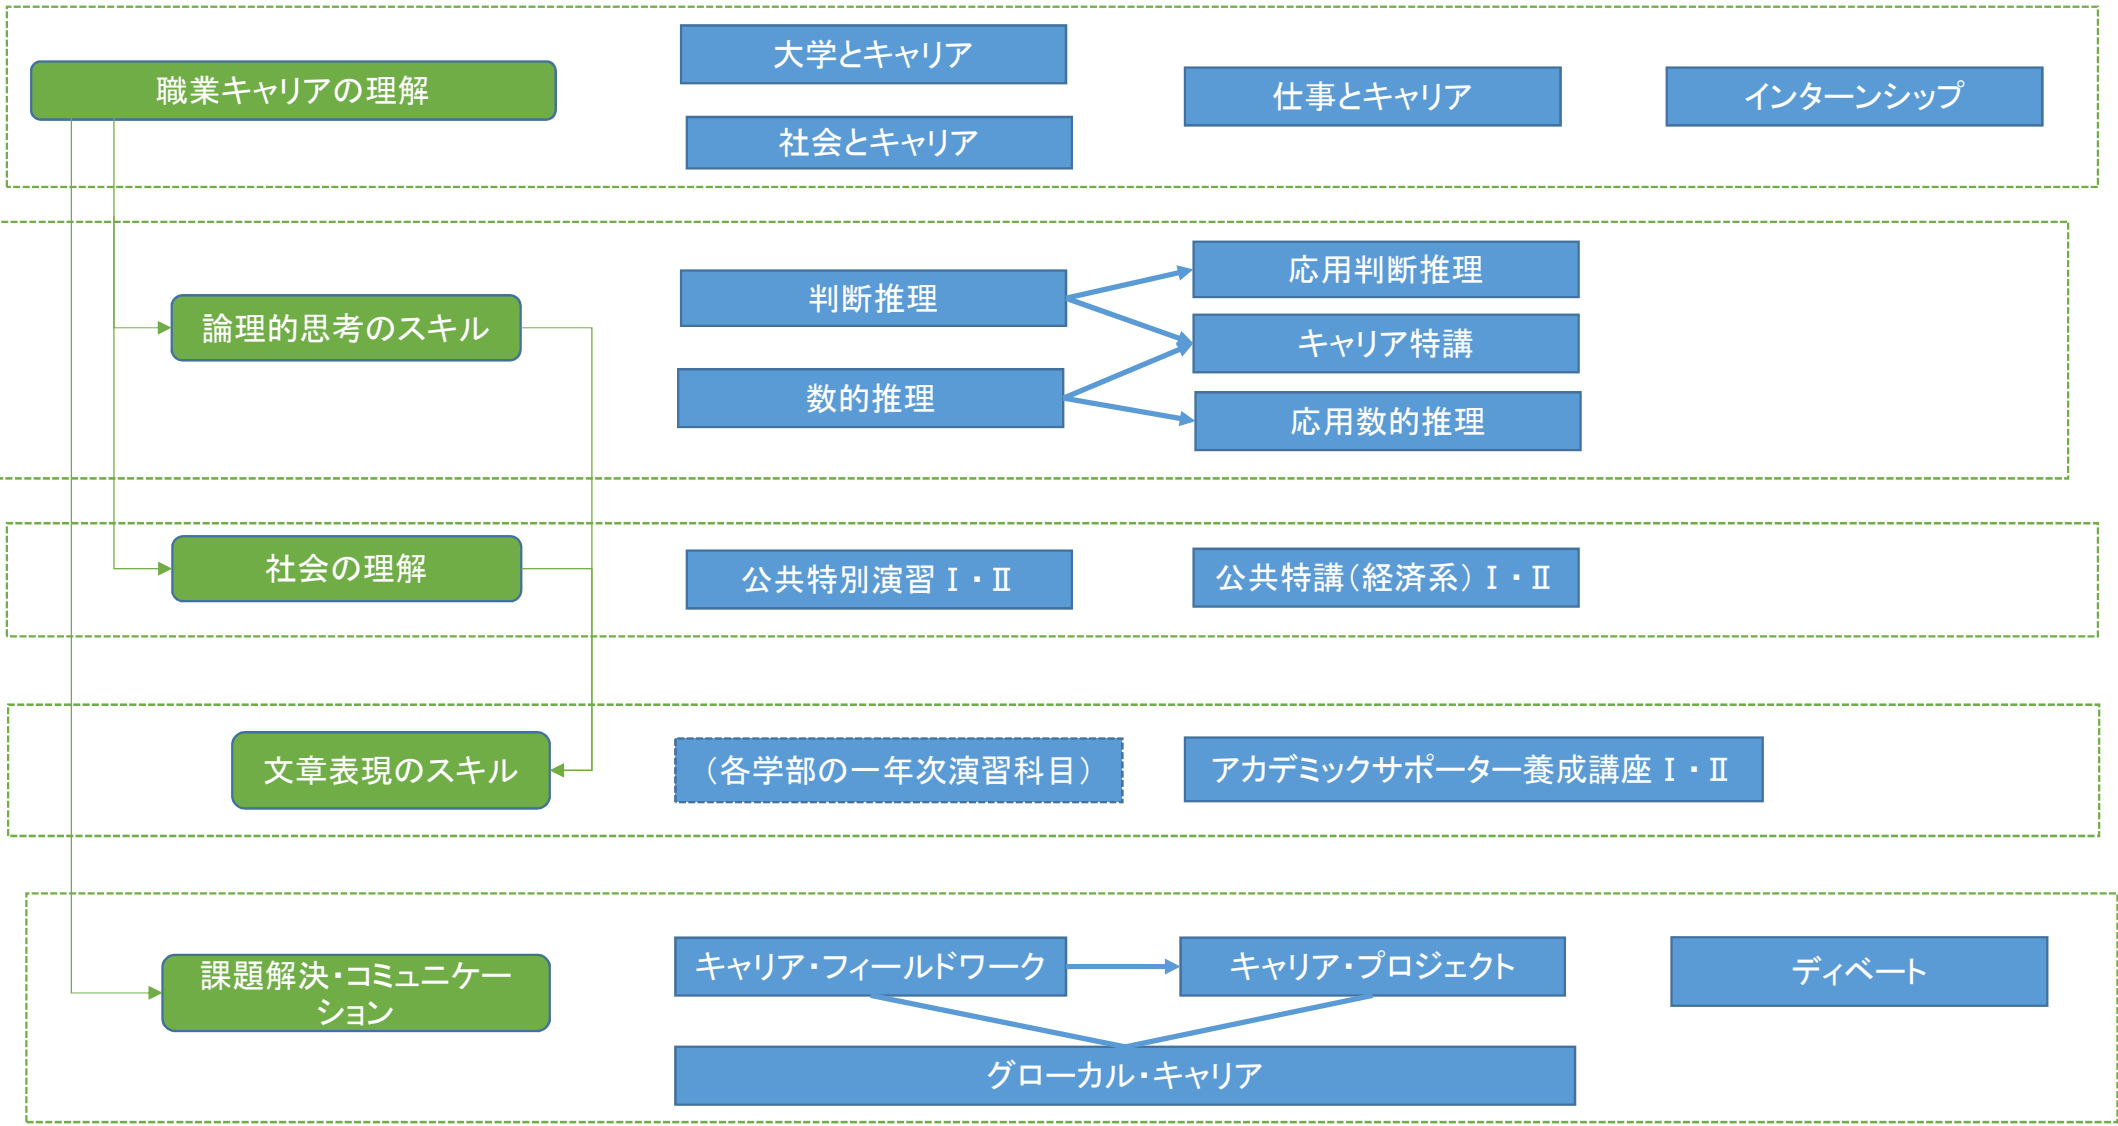 職業キャリアの理解
大学とキャリア
社会とキャリア
仕事とキャリア
インターンシップ
論理的思考のスキル
判断推理
数的推理
応用判断推理
キャリア特講
応用数的推理
社会の理解
公共特別演習Ⅰ・Ⅱ
公共特講(経済系)Ⅰ・Ⅱ
文章表現のスキル
(各学部の一年次演習科目)
アカデミックサポーター養成講座Ⅰ・Ⅱ
課題解決・コミュニケー
ション
キャリア・フィールドワーク
キャリア・プロジェクト
ディベート
グローカル・キャリア